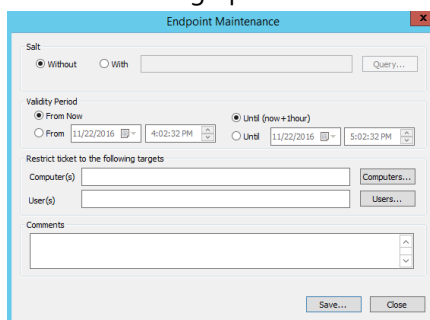 Endpoint Maintenance
x
Salt
Without With Query...
Validity Period
From Now Until (now+1hour)
From 11/22/2016 4:02:32 PM Until 11/22/2016 5:02:32 PM
Restrict ticket to the following targets
Computer(s) Computers...
User(s) Users...
Comments
Save... Close